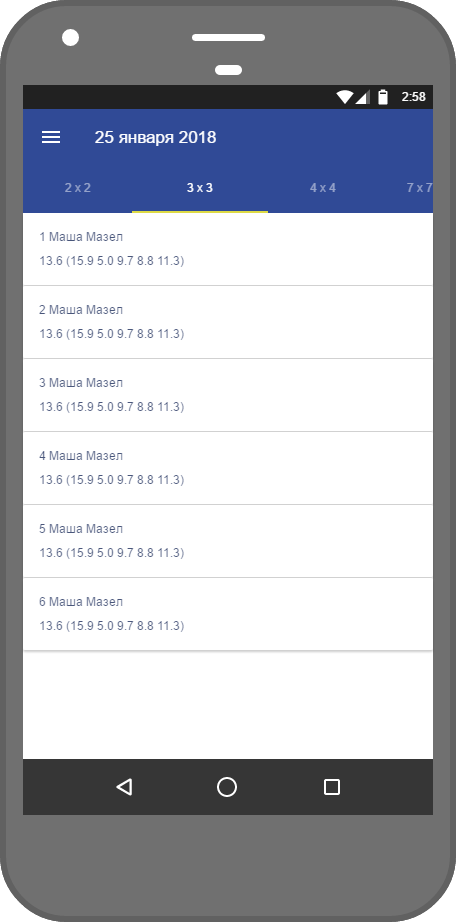 2:58
25 января 2018
2 x 2
3 x 3
4 x 4
7 x 7
1 Маша Мазел
13.6 (15.9 5.0 9.7 8.8 11.3)
2 Маша Мазел
13.6 (15.9 5.0 9.7 8.8 11.3)
3 Маша Мазел
13.6 (15.9 5.0 9.7 8.8 11.3)
4 Маша Мазел
13.6 (15.9 5.0 9.7 8.8 11.3)
5 Маша Мазел
13.6 (15.9 5.0 9.7 8.8 11.3)
6 Маша Мазел
13.6 (15.9 5.0 9.7 8.8 11.3)